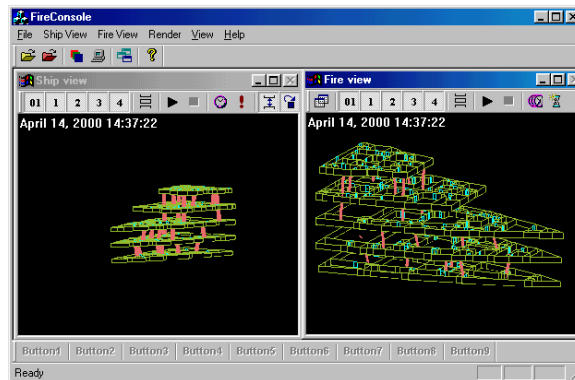 FireConsole
File Ship View Fire View Render View Help
Ship view
01 1 2 3 4
April 14, 2000 14:37:22
Fire view
01 1 2 3 4
April 14, 2000 14:37:22
Button1 Button2 Button3 Button4 Button5 Button6 Button7 Button8 Button9
Ready